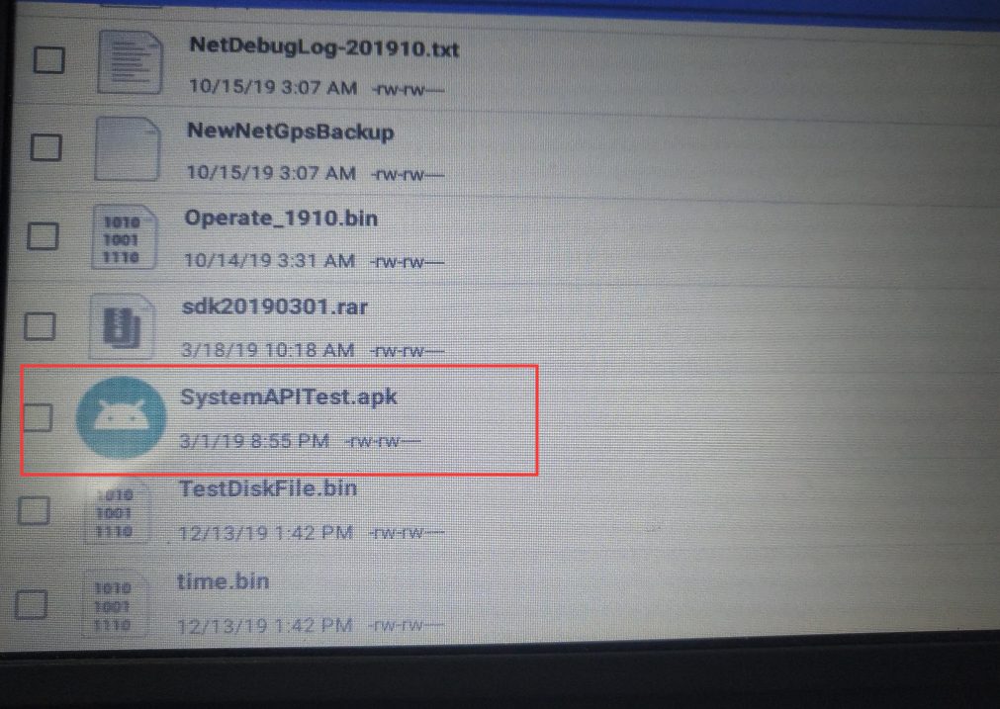 NetDebugLog-201910.txt
10/15/19 3:07 AM -rw-rw----
NewNetGpsBackup
10/15/19 3:07 AM -rw-rw----
1010
1001
1110
Operate_1910.bin
10/14/19 3:31 AM -rw-rw----
sdk20190301.rar
3/18/19 10:18 AM -rw-rw----
SystemAPITest.apk
3/1/19 8:55 PM -rw-rw----
1010
1001
1110
TestDiskFile.bin
12/13/19 1:42 PM -rw-rw----
1010
1001
1110
time.bin
12/13/19 1:42 PM -rw-rw----